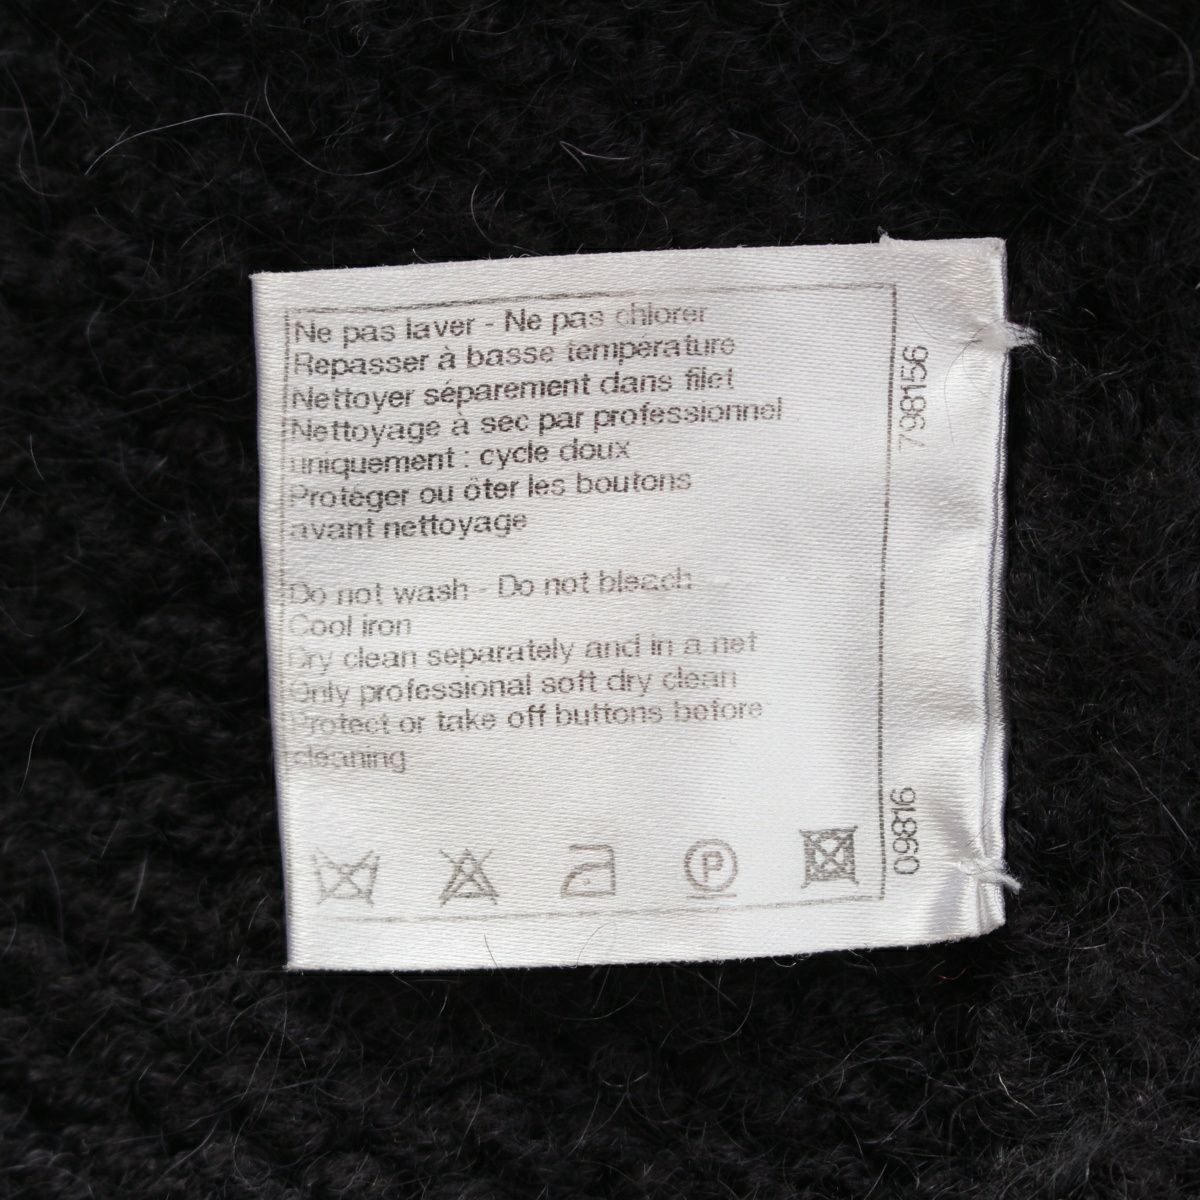 Ne pas laver - Ne pas chlorer
Repasser à basse température
Nettoyer séparement dans filet
Nettoyage à sec par professionnel
uniquement : cycle doux
Protéger ou ôter les boutons
avant nettoyage
Do not wash - Do not bleach
Cool iron
Dry clean separately and in a net
Only professional soft dry clean
Protect or take off buttons before
cleaning
P
798156
09816